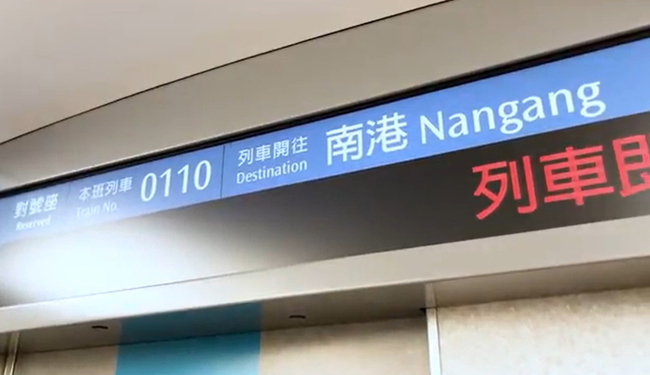 對號座 本班列車 0110 列車開往 南港 Nangang
Reserved Train No. Destination
列車